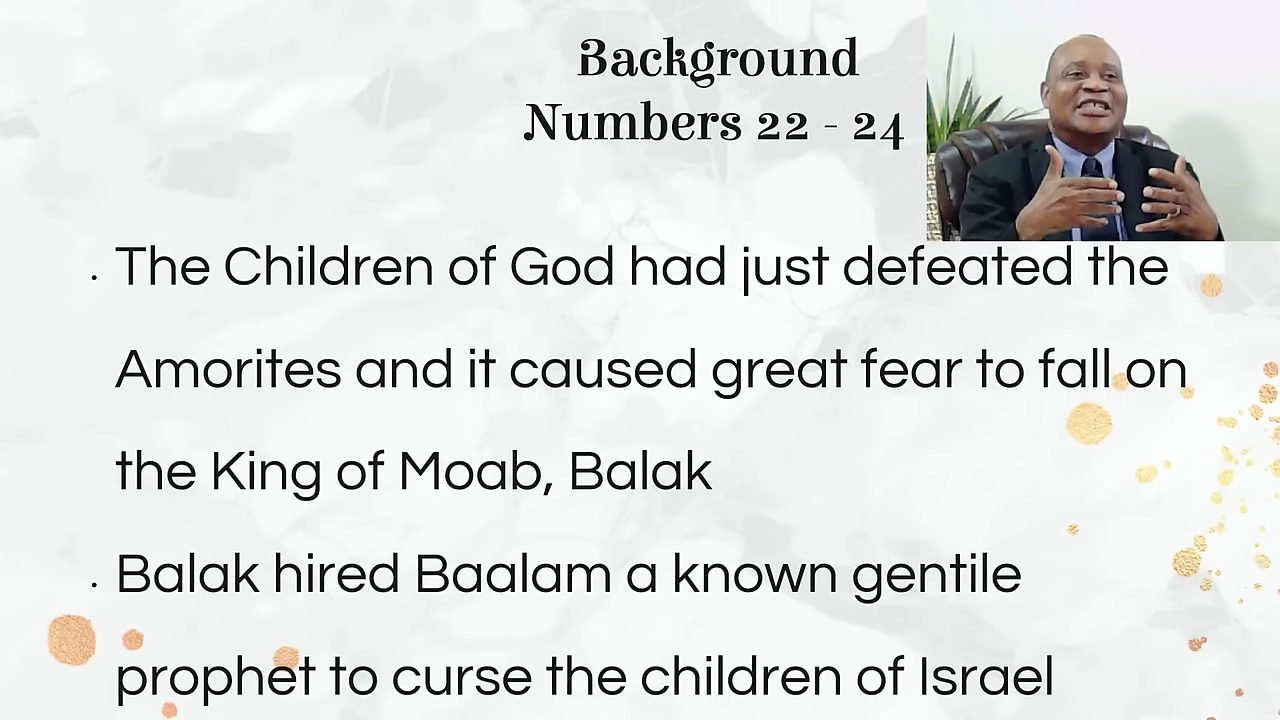 Background
Numbers 22 - 24
. The Children of God had just defeated the
Amorites and it caused great fear to fall on
the King of Moab, Balak
. Balak hired Baalam a known gentile
prophet to curse the children of Israel